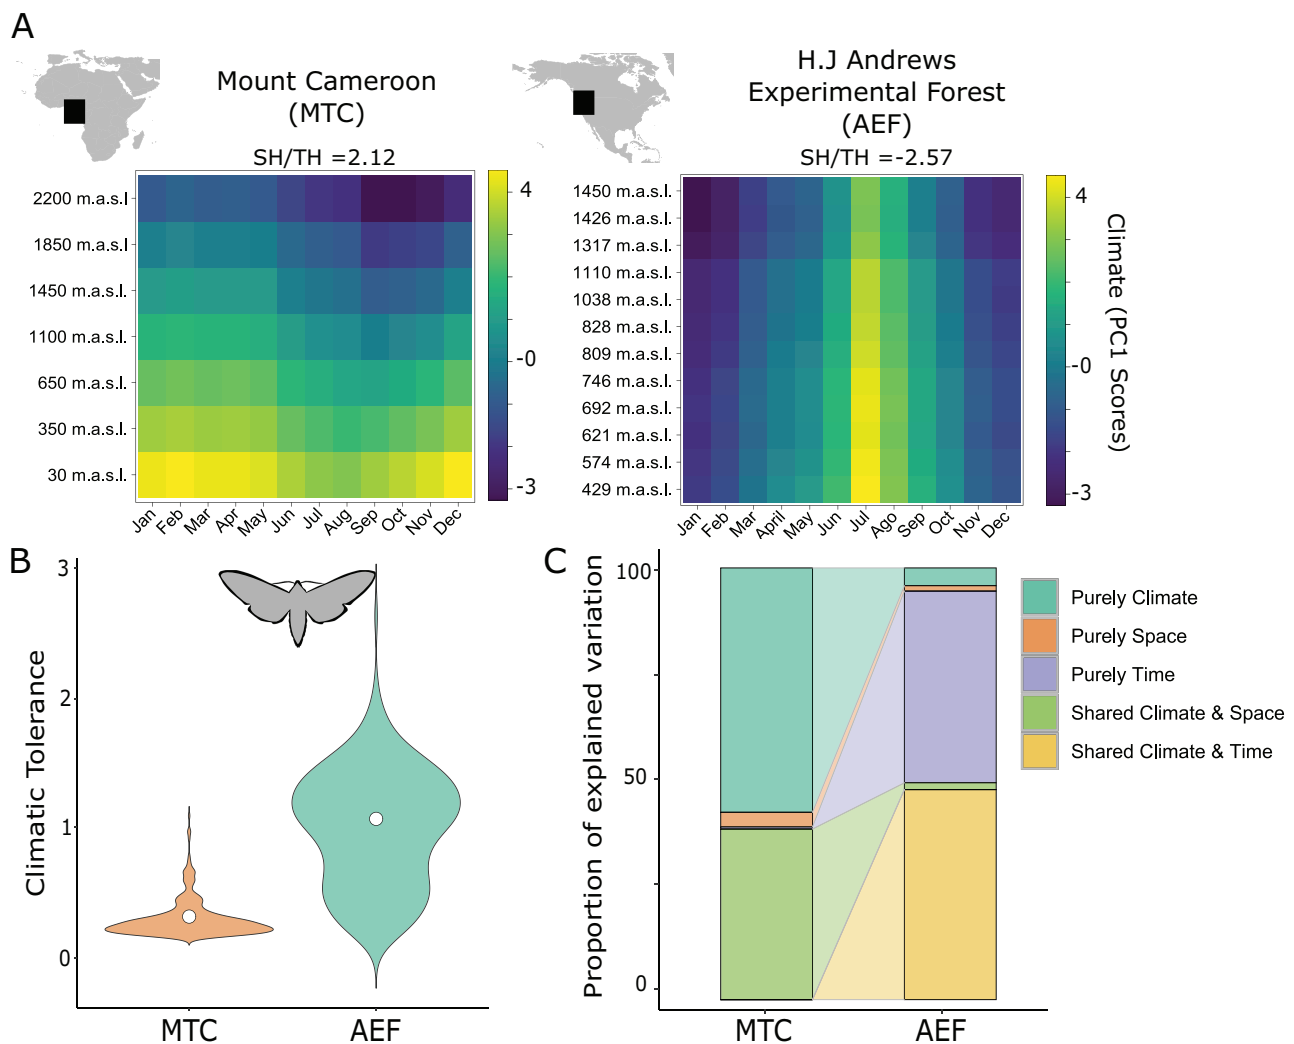 A
Mount Cameroon
(MTC)
SH/TH =2.12
2200 m.a.s.l
1850 m.a.s.l
1450 m.a.s.l.
1100 m.a.s.l.
650 m.a.s.l.
350 m.a.s.l.
30 m.a.s.l.
Jan Feb Mar Apr May Jun Jul Aug Sep Oct Nov Dec
4
-0
-3
H.J Andrews
Experimental Forest
(AEF)
SH/TH =-2.57
1450 m.a.s.l.
1426 m.a.s.l.
1317 m.a.s.l.
1110 m.a.s.l.
1038 m.a.s.l.
828 m.a.s.l.
809 m.a.s.l.
746 m.a.s.l.
692 m.a.s.l.
621 m.a.s.l.
574 m.a.s.l.
429 m.a.s.l.
Jan Feb Mar April May Jun Jul Ago Sep Oct Nov Dec
4
-0
-3
Climate (PC1 Scores)
B
Climatic Tolerance
3
2
1
0
MTC
AEF
C
Proportion of explained variation
100
50
0
MTC
AEF
Purely Climate
Purely Space
Purely Time
Shared Climate & Space
Shared Climate & Time